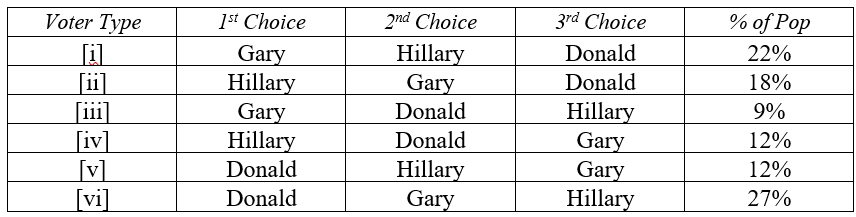 Voter Type 1st Choice 2nd Choice 3rd Choice % of Pop
[i] Gary Hillary Donald 22%
[ii] Hillary Gary Donald 18%
[iii] Gary Donald Hillary 9%
[iv] Hillary Donald Gary 12%
[v] Donald Hillary Gary 12%
[vi] Donald Gary Hillary 27%